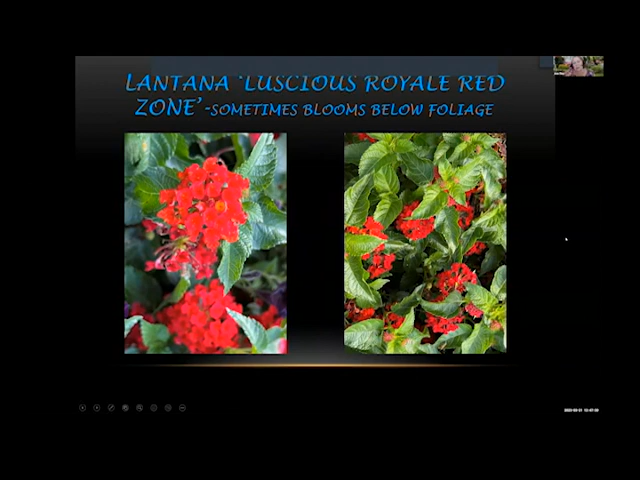 LANTANA 'LUSCIOUS ROYALE RED
ZONE' -SOMETIMES BLOOMS BELOW FOLIAGE